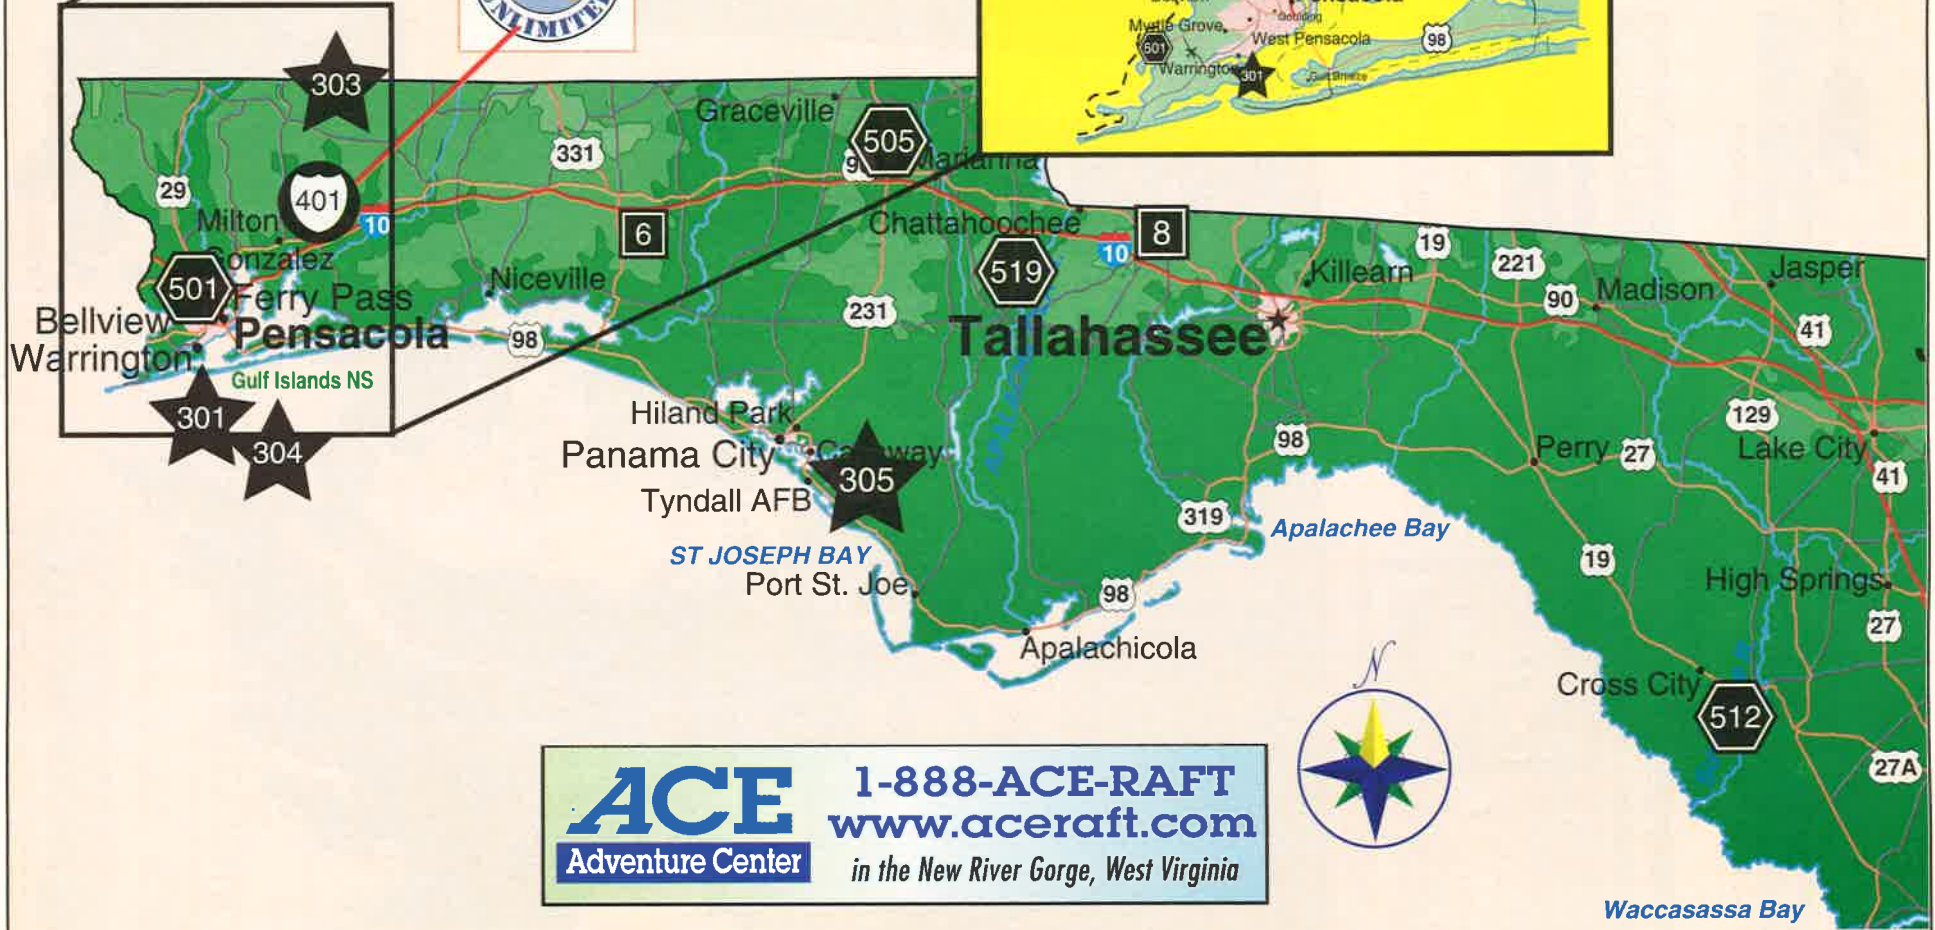 UNLIMITED
Myrtle Grove
Goulding
West Pensacola
98
501
Warrington
301
Gulf Breeze
303
Graceville
505
331
Marianna
29
401
Milton
10
6
Chattahoochee
8
10
19
221
Gonzalez
501
Ferry Pass
Niceville
519
Killearn
90
Madison
Jasper
Bellview
Pensacola
98
231
Tallahassee
41
Warrington
Gulf Islands NS
301
304
Hiland Park
129
Panama City
Callaway
305
98
Perry
27
Lake City
41
Tyndall AFB
319
Apalachee Bay
ST JOSEPH BAY
Port St. Joe
98
19
High Springs
27
Apalachicola
N
Cross City
512
27A
ACE
Adventure Center
1-888-ACE-RAFT
www.aceraft.com
in the New River Gorge, West Virginia
Waccasassa Bay